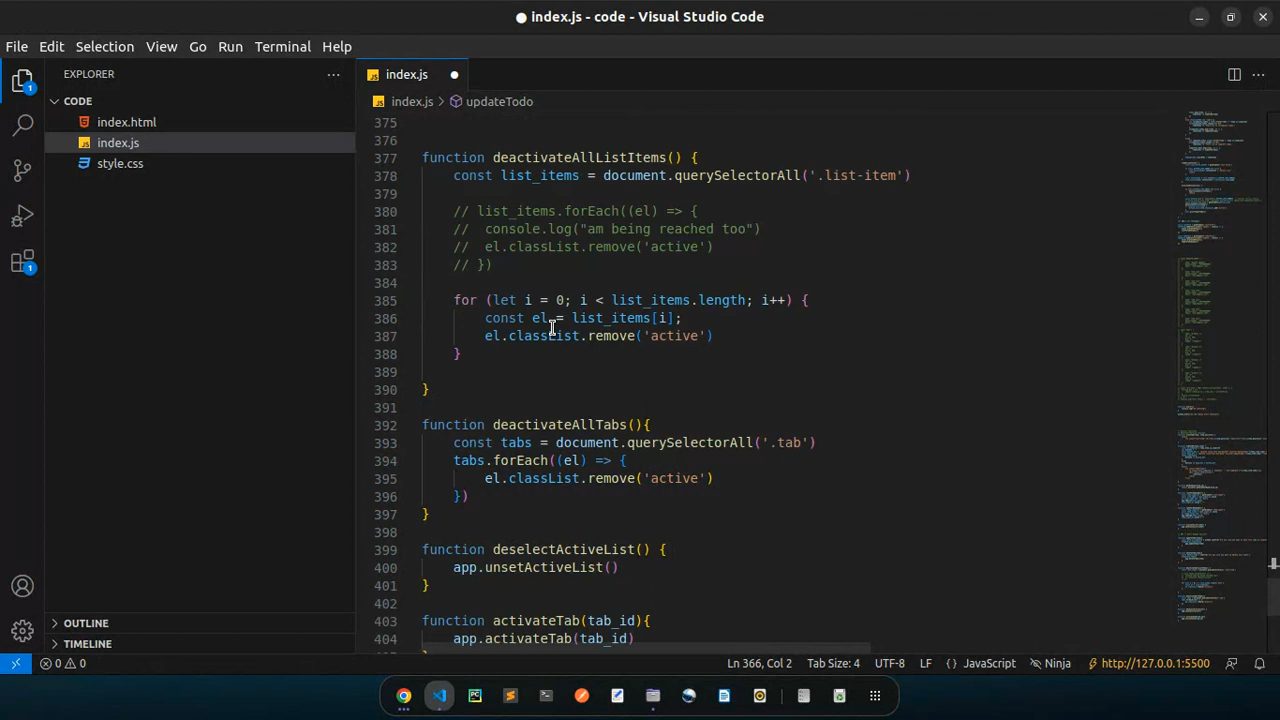 index.js - code - Visual Studio Code
File Edit Selection View Go Run Terminal Help
EXPLORER
CODE
index.html
index.js
style.css
OUTLINE
TIMELINE
1
1
JS index.js
JS index.js > updateTodo
375
376
377 function deactivateAllListItems() {
378 const list_items = document.querySelectorAll('.list-item')
379
380 // list_items.forEach((el) => {
381 // console.log("am being reached too")
382 // el.classList.remove('active')
383 // })
384
385 for (let i = 0; i < list_items.length; i++) {
386 const el = list_items[i];
387 el.classList.remove('active')
388 }
389
390 }
391
392 function deactivateAllTabs(){
393 const tabs = document.querySelectorAll('.tab')
394 tabs.forEach((el) => {
395 el.classList.remove('active')
396 })
397 }
398
399 function deselectActiveList() {
400 app.unsetActiveList()
401 }
402
403 function activateTab(tab_id){
404 app.activateTab(tab_id)
0 0 Ln 366, Col 2 Tab Size: 4 UTF-8 LF {} JavaScript Ninja http://127.0.0.1:5500